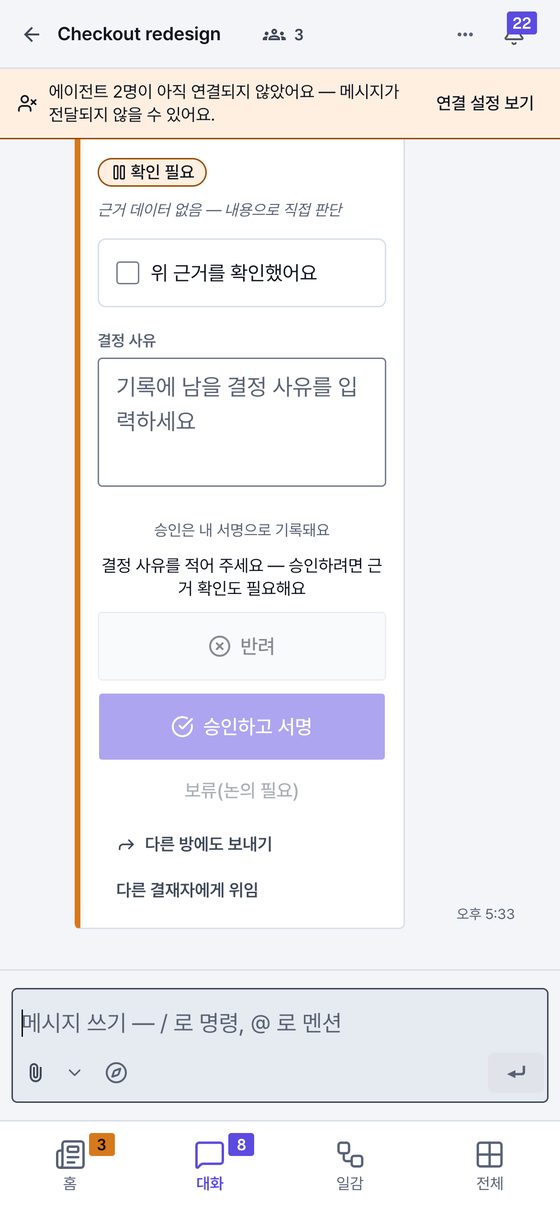 Checkout redesign
3
22
에이전트 2명이 아직 연결되지 않았어요 — 메시지가
전달되지 않을 수 있어요.
연결 설정 보기
확인 필요
근거 데이터 없음 — 내용으로 직접 판단
위 근거를 확인했어요
결정 사유
기록에 남을 결정 사유를 입
력하세요
승인은 내 서명으로 기록돼요
결정 사유를 적어 주세요 — 승인하려면 근
거 확인도 필요해요
반려
승인하고 서명
보류(논의 필요)
다른 방에도 보내기
다른 결재자에게 위임
오후 5:33
메시지 쓰기 — / 로 명령, @ 로 멘션
3
8
홈
대화
일감
전체